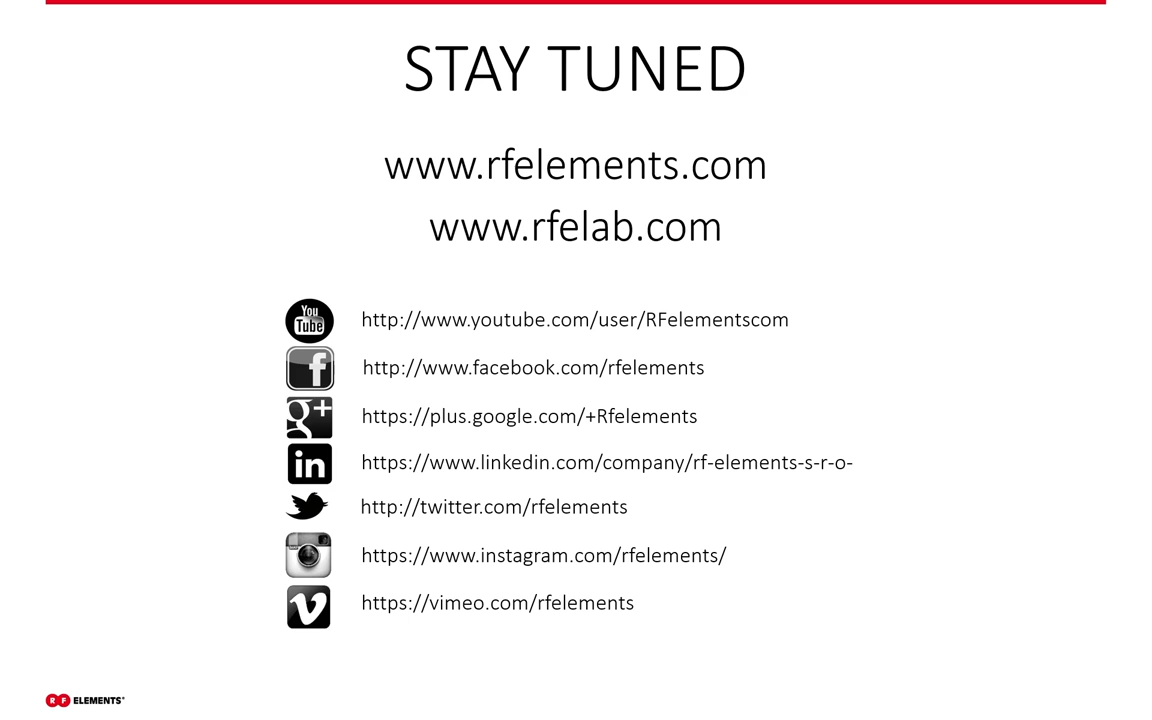 STAY TUNED
www.rfelements.com
www.rfelab.com
You Tube http://www.youtube.com/user/RFelementscom
f http://www.facebook.com/rfelements
g+ https://plus.google.com/+Rfelements
in https://www.linkedin.com/company/rf-elements-s-r-o-
http://twitter.com/rfelements
https://www.instagram.com/rfelements/
v https://vimeo.com/rfelements
RF ELEMENTS®